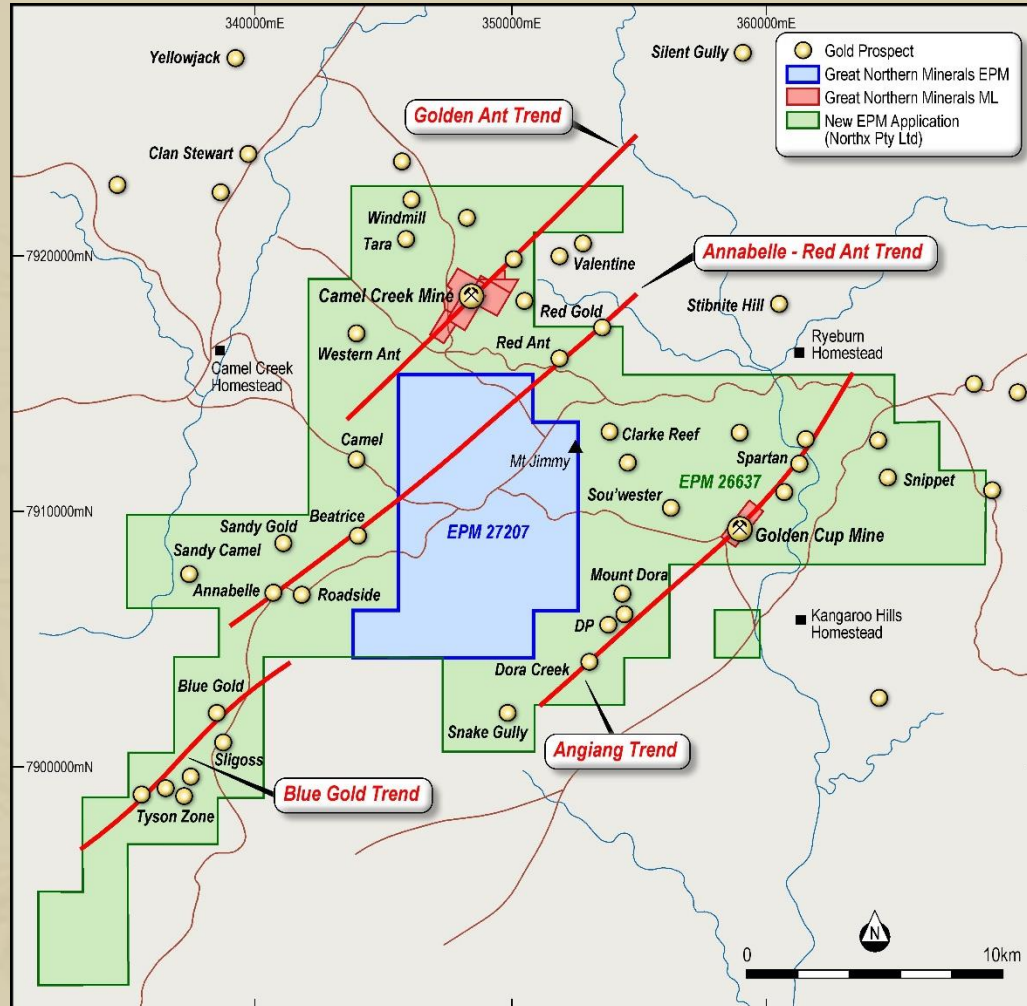 340000mE
350000mE
360000mE
Yellowjack
Silent Gully
Gold Prospect
Great Northern Minerals EPM
Great Northern Minerals ML
New EPM Application
(Northx Pty Ltd)
Golden Ant Trend
Clan Stewart
Windmill
Tara
Valentine
Annabelle - Red Ant Trend
7920000mN
Camel Creek Mine
Red Gold
Stibnite Hill
Western Ant
Red Ant
Ryeburn
Homestead
Camel Creek
Homestead
Camel
Mt Jimmy
Clarke Reef
Spartan
EPM 26637
Snippet
Sou'wester
7910000mN
Sandy Gold
Beatrice
EPM 27207
Golden Cup Mine
Sandy Camel
Annabelle
Roadside
Mount Dora
DP
Kangaroo Hills
Homestead
Dora Creek
Blue Gold
Snake Gully
Sligoss
Angiang Trend
7900000mN
Blue Gold Trend
Tyson Zone
N
0
10km